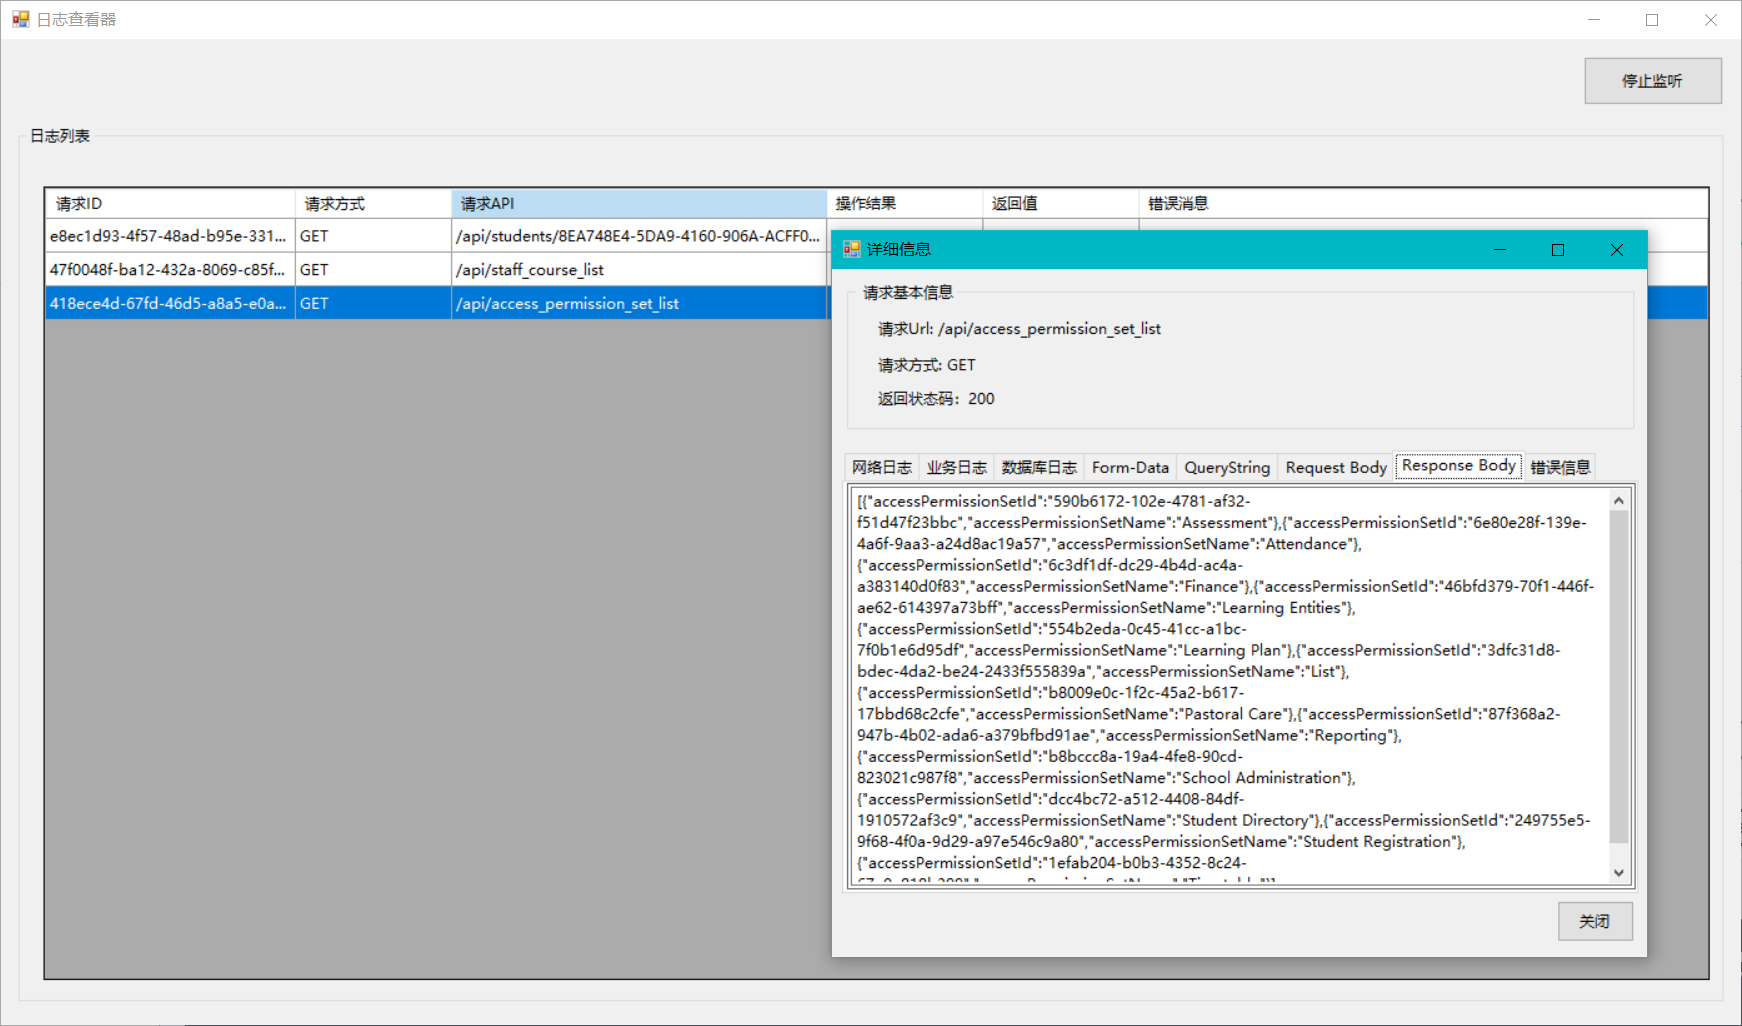 日志查看器
停止监听
日志列表
请求ID 请求方式 请求API 操作结果 返回值 错误消息
e8ec1d93-4f57-48ad-b95e-331... GET /api/students/8EA748E4-5DA9-4160-906A-ACFF0...
47f0048f-ba12-432a-8069-c85f... GET /api/staff_course_list
418ece4d-67fd-46d5-a8a5-e0a... GET /api/access_permission_set_list
详细信息
请求基本信息
请求Url: /api/access_permission_set_list
请求方式: GET
返回状态码：200
网络日志 业务日志 数据库日志 Form-Data QueryString Request Body Response Body 错误信息
[{"accessPermissionSetId":"590b6172-102e-4781-af32-
f51d47f23bbc","accessPermissionSetName":"Assessment"},{"accessPermissionSetId":"6e80e28f-139e-
4a6f-9aa3-a24d8ac19a57","accessPermissionSetName":"Attendance"},
{"accessPermissionSetId":"6c3df1df-dc29-4b4d-ac4a-
a383140d0f83","accessPermissionSetName":"Finance"},{"accessPermissionSetId":"46bfd379-70f1-446f-
ae62-614397a73bff","accessPermissionSetName":"Learning Entities"},
{"accessPermissionSetId":"554b2eda-0c45-41cc-a1bc-
7f0b1e6d95df","accessPermissionSetName":"Learning Plan"},{"accessPermissionSetId":"3dfc31d8-
bdec-4da2-be24-2433f555839a","accessPermissionSetName":"List"},
{"accessPermissionSetId":"b8009e0c-1f2c-45a2-b617-
17bbd68c2cfe","accessPermissionSetName":"Pastoral Care"},{"accessPermissionSetId":"87f368a2-
947b-4b02-ada6-a379bfbd91ae","accessPermissionSetName":"Reporting"},
{"accessPermissionSetId":"b8bccc8a-19a4-4fe8-90cd-
823021c987f8","accessPermissionSetName":"School Administration"},
{"accessPermissionSetId":"dcc4bc72-a512-4408-84df-
1910572af3c9","accessPermissionSetName":"Student Directory"},{"accessPermissionSetId":"249755e5-
9f68-4f0a-9d29-a97e546c9a80","accessPermissionSetName":"Student Registration"},
{"accessPermissionSetId":"1efab204-b0b3-4352-8c24-
关闭